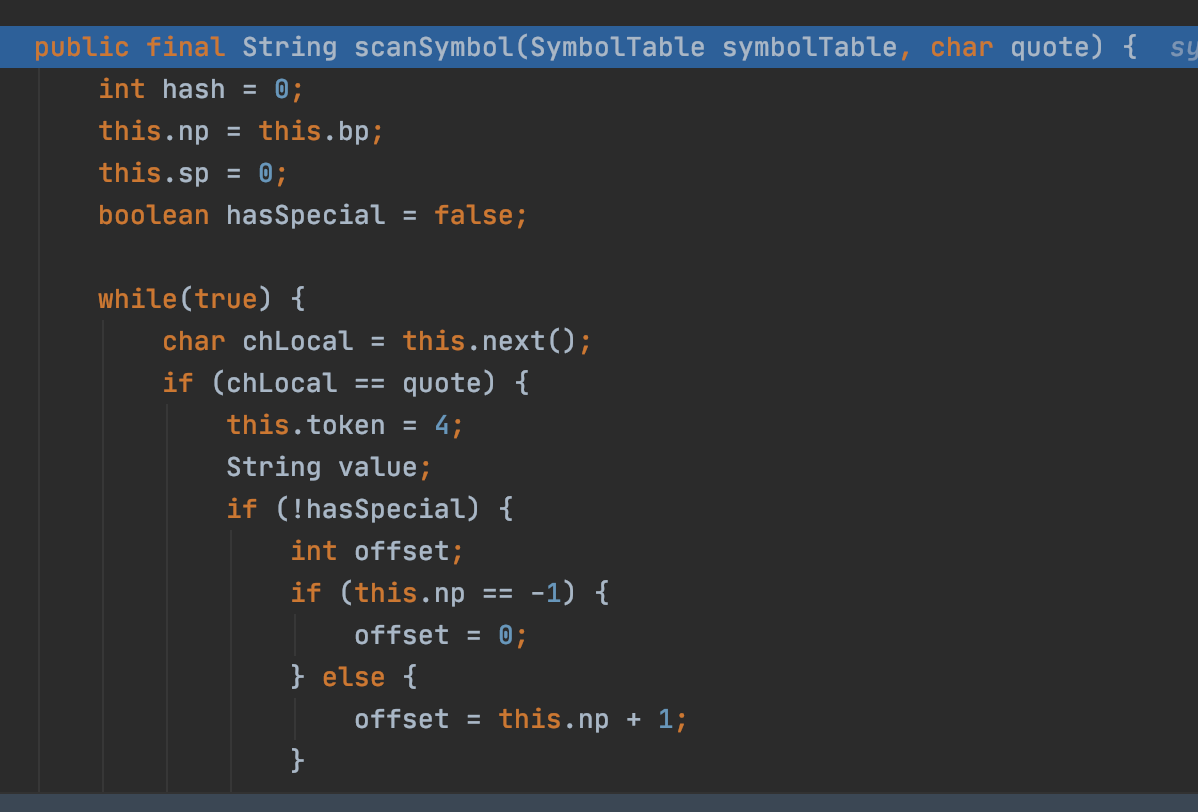 public final String scanSymbol(SymbolTable symbolTable, char quote) {  sy
    int hash = 0;
    this.np = this.bp;
    this.sp = 0;
    boolean hasSpecial = false;

    while(true) {
        char chLocal = this.next();
        if (chLocal == quote) {
            this.token = 4;
            String value;
            if (!hasSpecial) {
                int offset;
                if (this.np == -1) {
                    offset = 0;
                } else {
                    offset = this.np + 1;
                }